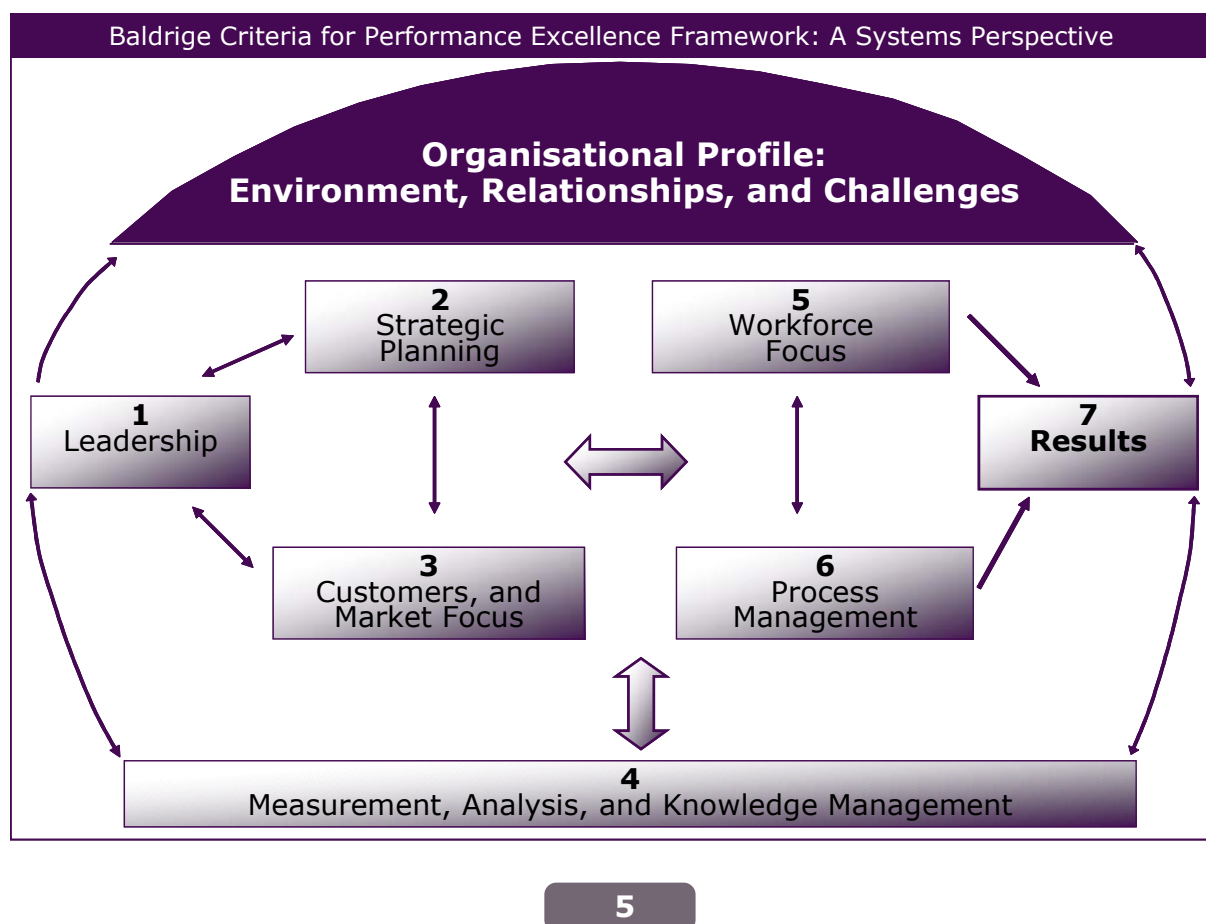 Baldrige Criteria for Performance Excellence Framework: A Systems Perspective
Organisational Profile:
Environment, Relationships, and Challenges
2
Strategic
Planning
5
Workforce
Focus
1
Leadership
7
Results
3
Customers, and
Market Focus
6
Process
Management
4
Measurement, Analysis, and Knowledge Management
5